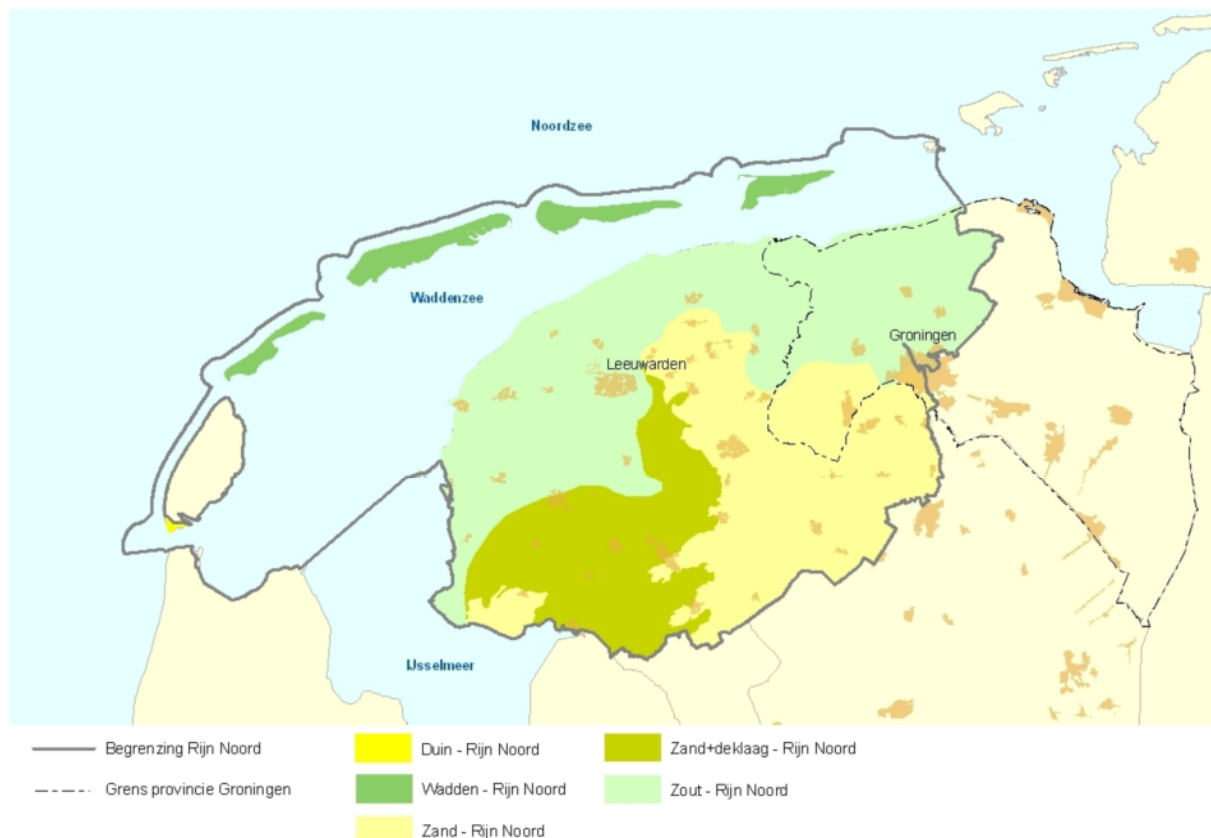 Noordzee
Waddenzee
Groningen
Leeuwarden
IJsselmeer
Begrenzing Rijn Noord
Grens provincie Groningen
Duin - Rijn Noord
Wadden - Rijn Noord
Zand - Rijn Noord
Zand+deklaag - Rijn Noord
Zout - Rijn Noord